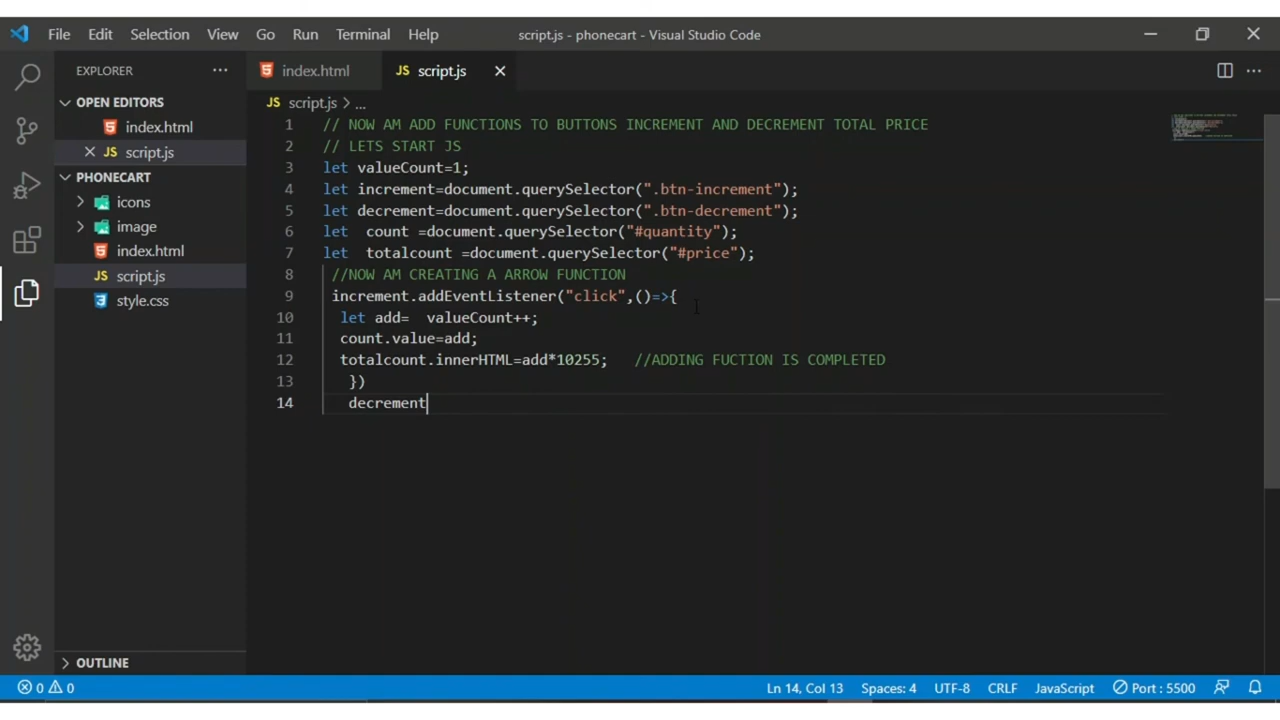 File Edit Selection View Go Run Terminal Help script.js - phonecart - Visual Studio Code
EXPLORER ... index.html JS script.js
OPEN EDITORS
index.html
JS script.js
PHONECART
icons
image
index.html
JS script.js
style.css
OUTLINE
JS script.js > ...
1 // NOW AM ADD FUNCTIONS TO BUTTONS INCREMENT AND DECREMENT TOTAL PRICE
2 // LETS START JS
3 let valueCount=1;
4 let increment=document.querySelector(".btn-increment");
5 let decrement=document.querySelector(".btn-decrement");
6 let  count =document.querySelector("#quantity");
7 let  totalcount =document.querySelector("#price");
8 //NOW AM CREATING A ARROW FUNCTION
9 increment.addEventListener("click",()=>{
10 let add=  valueCount++;
11 count.value=add;
12 totalcount.innerHTML=add*10255;   //ADDING FUCTION IS COMPLETED
13 })
14 decrement
0 0 Ln 14, Col 13 Spaces: 4 UTF-8 CRLF JavaScript Port : 5500